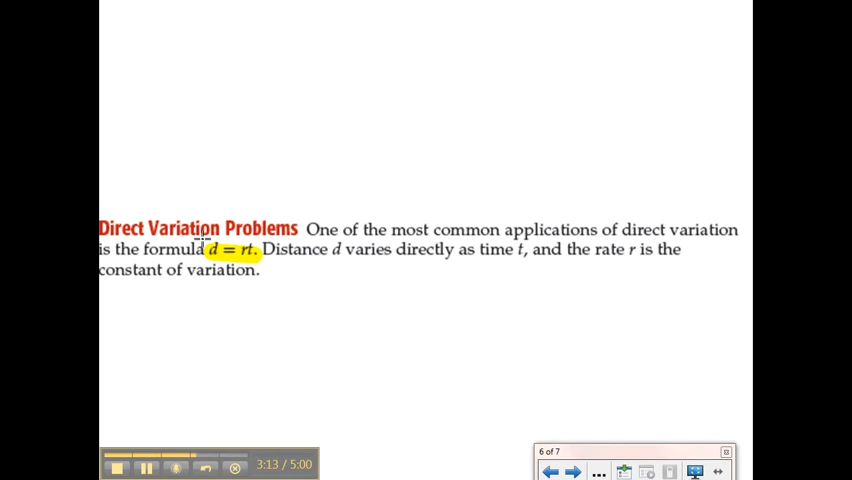 Direct Variation Problems One of the most common applications of direct variation
is the formula d = rt. Distance d varies directly as time t, and the rate r is the
constant of variation.
3:13 / 5:00
6 of 7